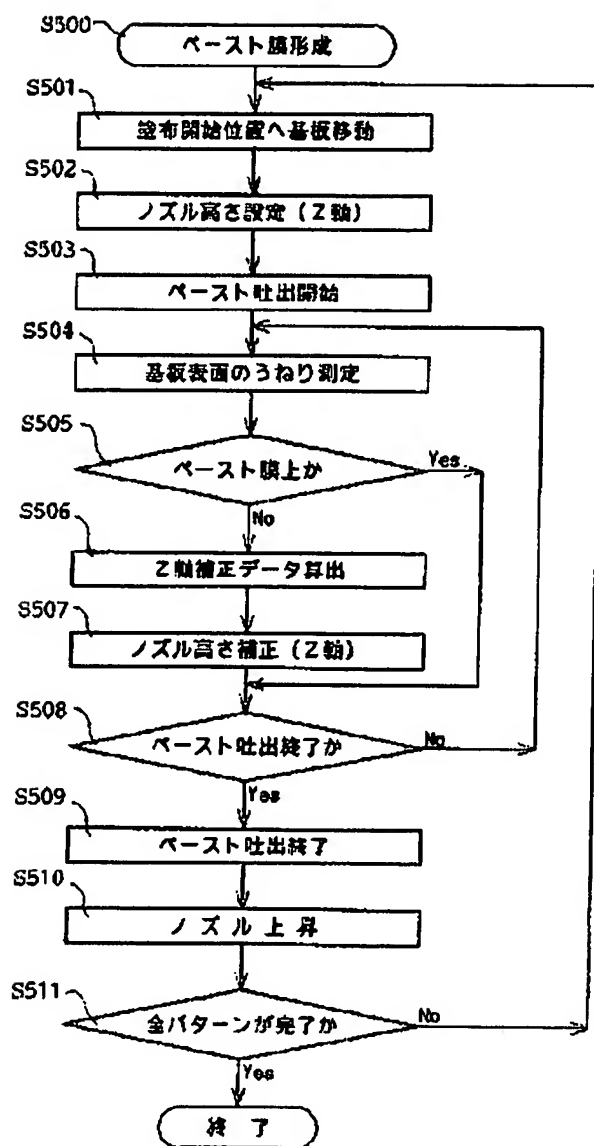 S500
ペースト膜形成
S501
塗布開始位置へ基板移動
S502
ノズル高さ設定(Z軸)
S503
ペースト吐出開始
S504
基板表面のうねり測定
S505
ペースト膜上か
Yes
No
S506
Z軸補正データ算出
S507
ノズル高さ補正(Z軸)
S508
ペースト吐出終了か
No
Yes
S509
ペースト吐出終了
S510
ノズル上昇
S511
全パターンが完了か
No
Yes
終了